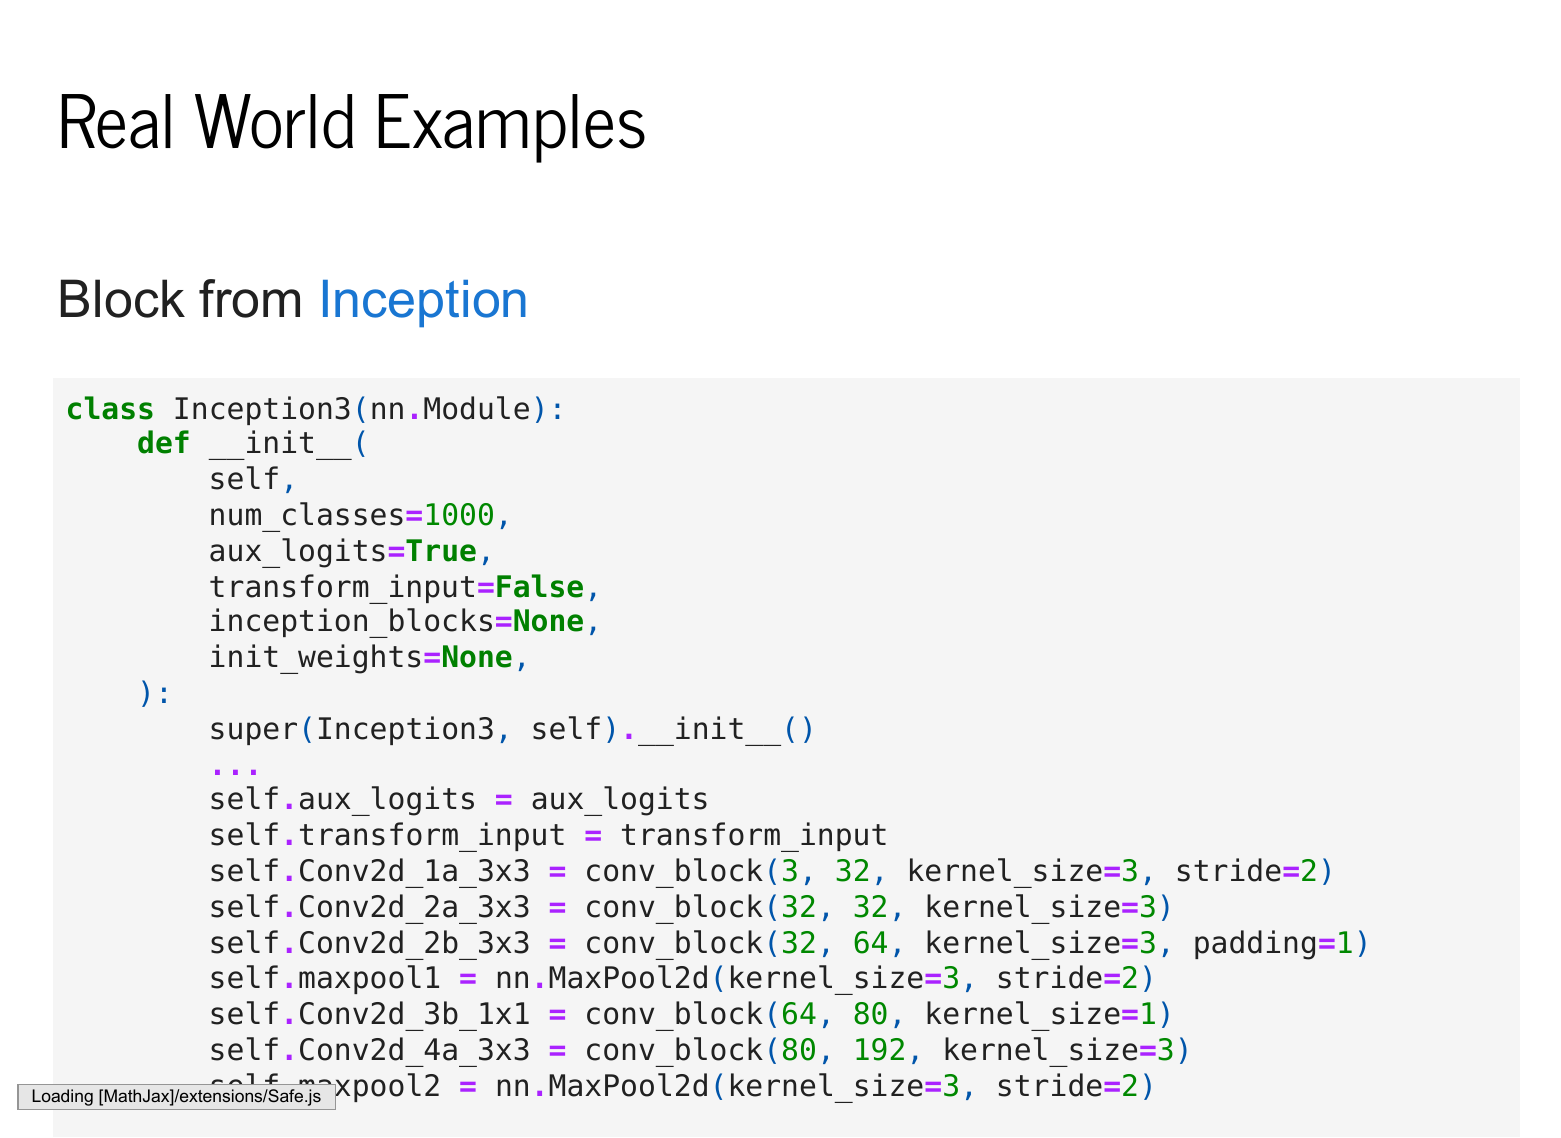 Real World Examples
Block from Inception
class Inception3(nn.Module):
    def __init__(
        self,
        num_classes=1000,
        aux_logits=True,
        transform_input=False,
        inception_blocks=None,
        init_weights=None,
    ):
        super(Inception3, self).__init__()
        ...
        self.aux_logits = aux_logits
        self.transform_input = transform_input
        self.Conv2d_1a_3x3 = conv_block(3, 32, kernel_size=3, stride=2)
        self.Conv2d_2a_3x3 = conv_block(32, 32, kernel_size=3)
        self.Conv2d_2b_3x3 = conv_block(32, 64, kernel_size=3, padding=1)
        self.maxpool1 = nn.MaxPool2d(kernel_size=3, stride=2)
        self.Conv2d_3b_1x1 = conv_block(64, 80, kernel_size=1)
        self.Conv2d_4a_3x3 = conv_block(80, 192, kernel_size=3)
        self.maxpool2 = nn.MaxPool2d(kernel_size=3, stride=2)
Loading [MathJax]/extensions/Safe.js